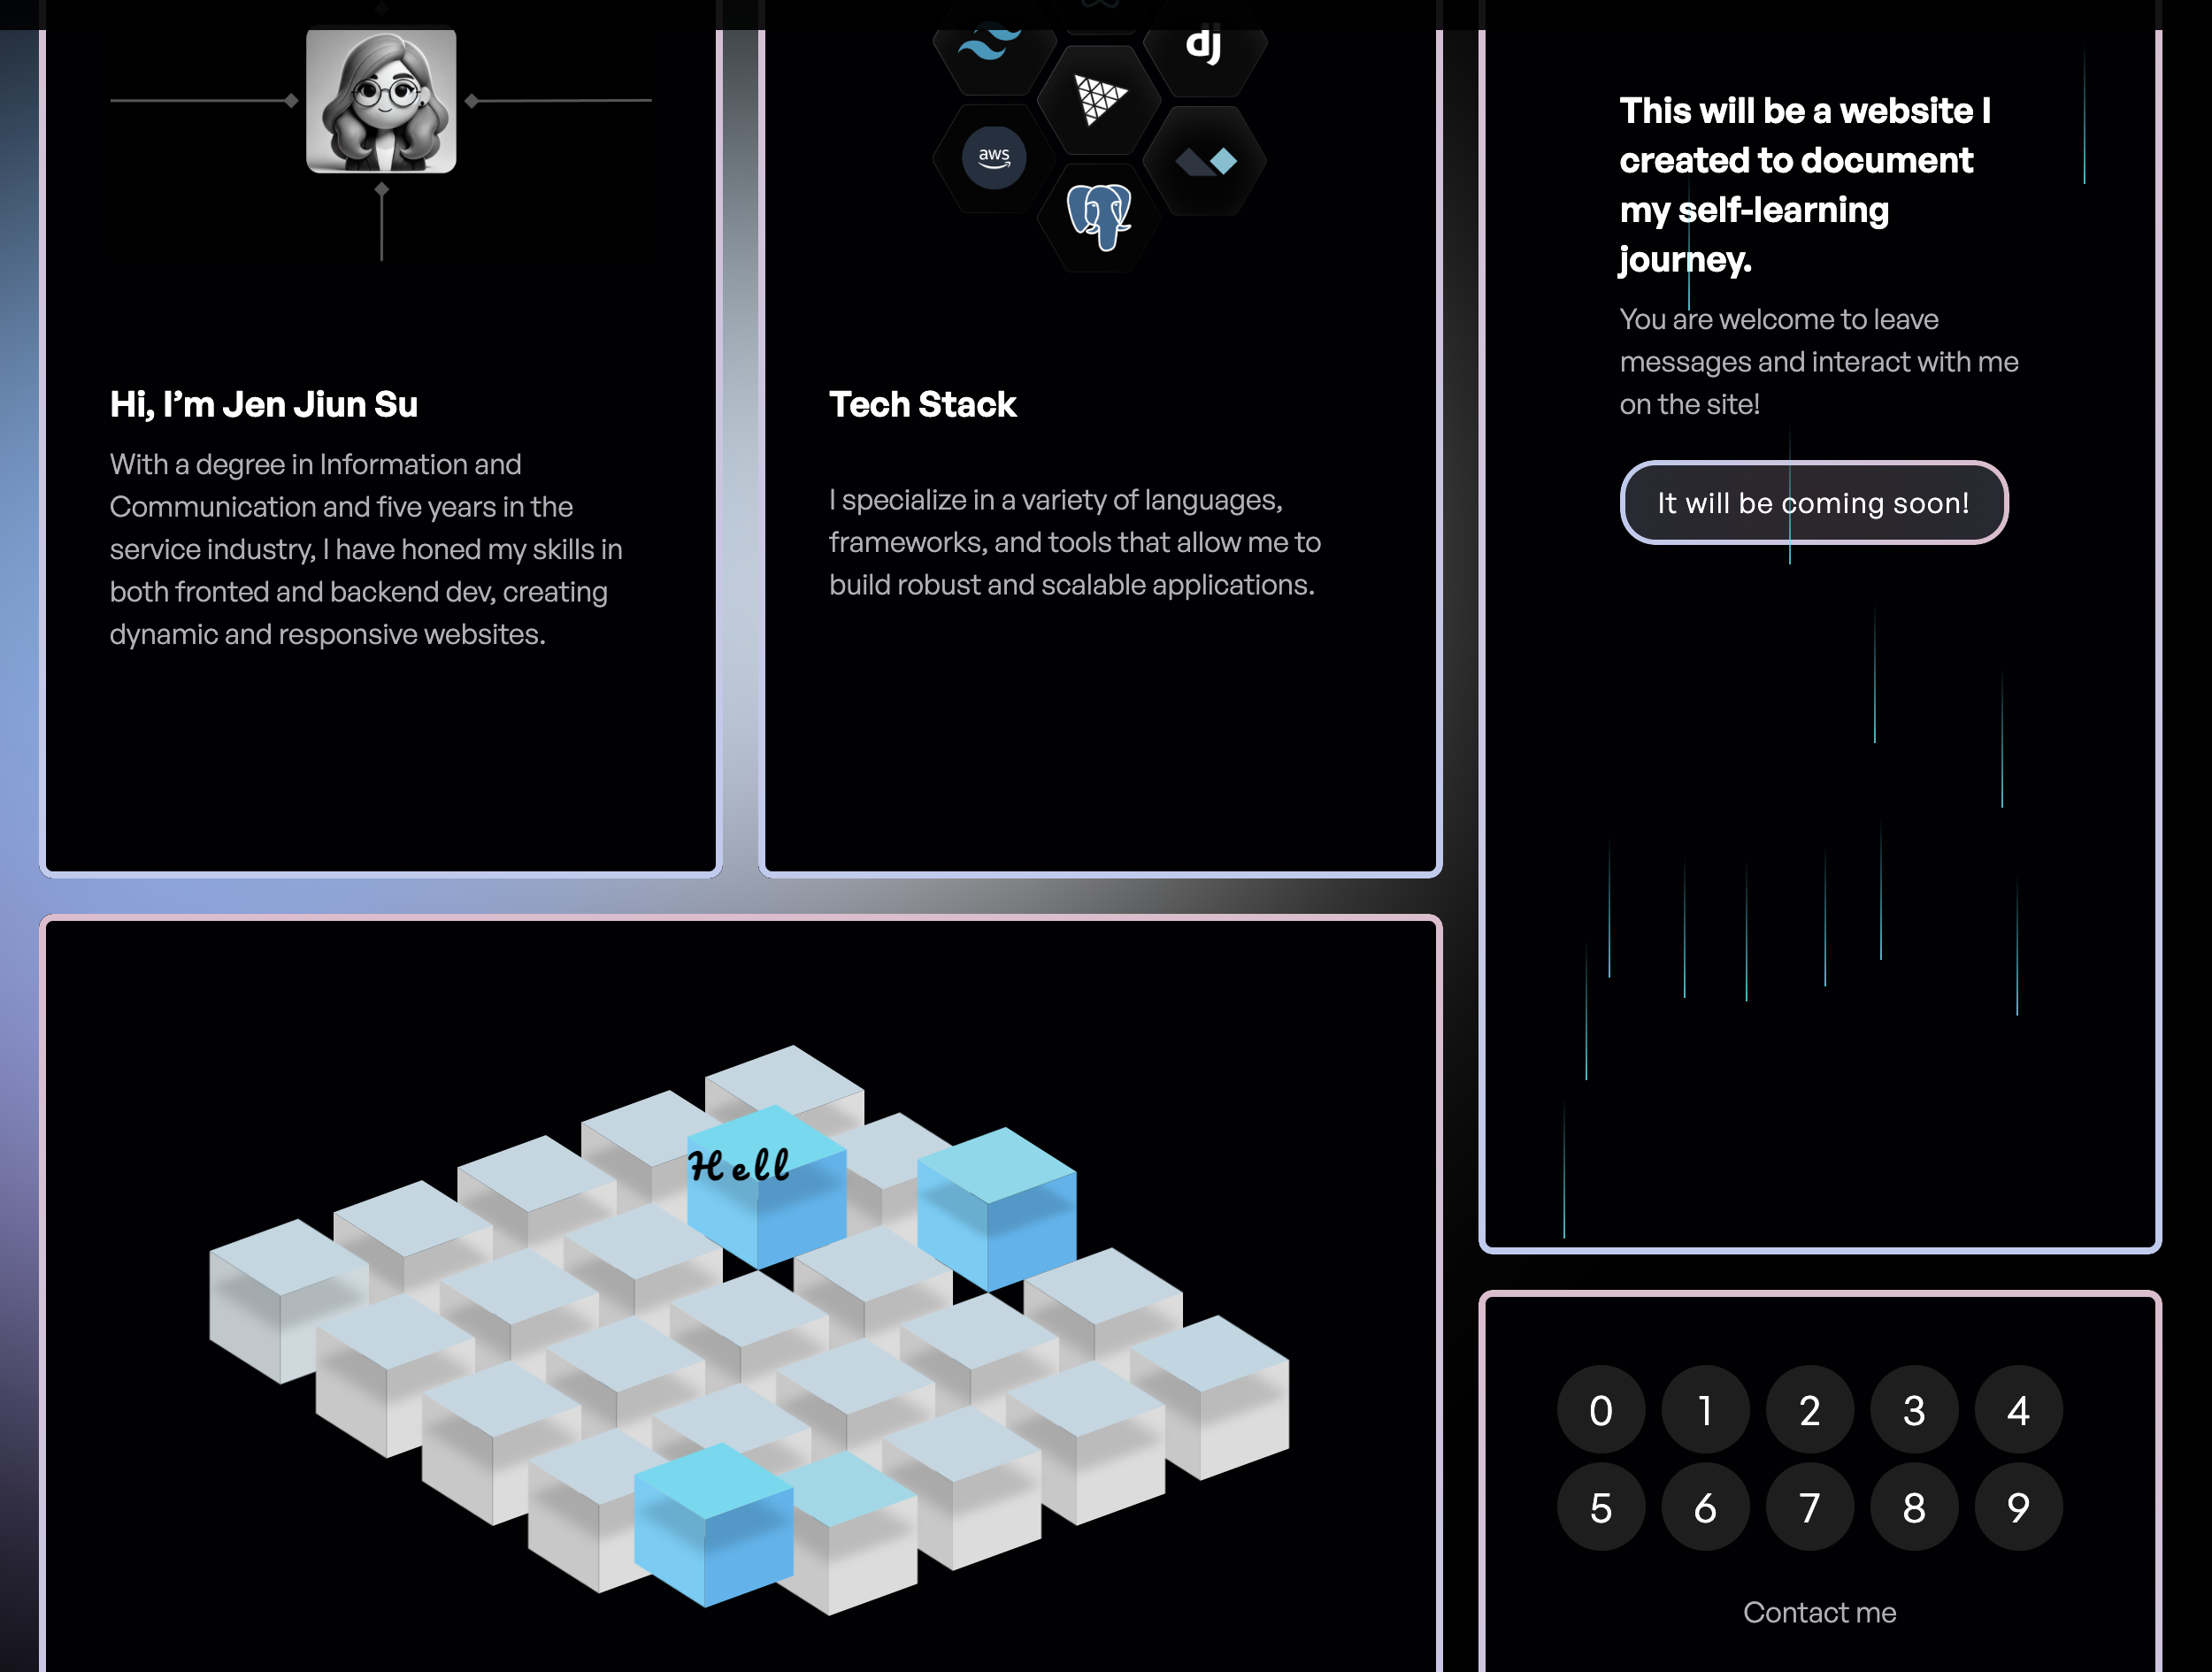 dj
aws
Hi, I’m Jen Jiun Su
With a degree in Information and
Communication and five years in the
service industry, I have honed my skills in
both fronted and backend dev, creating
dynamic and responsive websites.
Tech Stack
I specialize in a variety of languages,
frameworks, and tools that allow me to
build robust and scalable applications.
This will be a website I
created to document
my self-learning
journey.
You are welcome to leave
messages and interact with me
on the site!
It will be coming soon!
Hell
0 1 2 3 4
5 6 7 8 9
Contact me